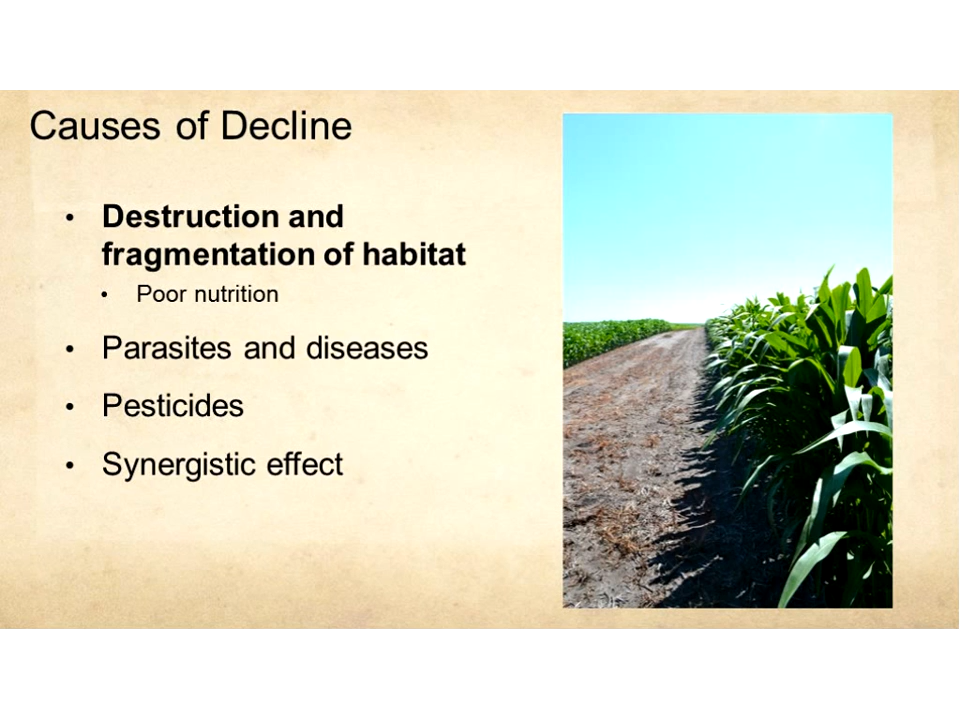 Causes of Decline
• Destruction and
fragmentation of habitat
• Poor nutrition
• Parasites and diseases
• Pesticides
• Synergistic effect